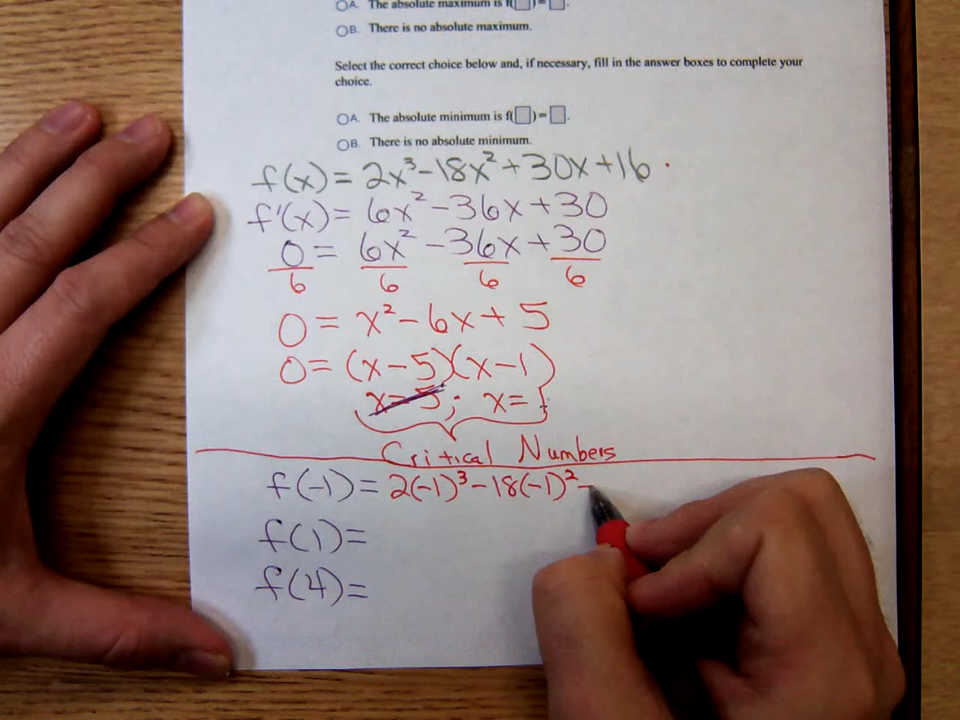 A. The absolute maximum is f( )= .
B. There is no absolute maximum.
Select the correct choice below and, if necessary, fill in the answer boxes to complete your
choice.
A. The absolute minimum is f( )= .
B. There is no absolute minimum.
f(x) = 2x³ - 18x² + 30x + 16
f'(x) = 6x² - 36x + 30
0 = 6x² - 36x + 30
6 6 6 6
0 = x² - 6x + 5
0 = (x - 5)(x - 1)
x = 5; x = 1
Critical Numbers
f(-1) = 2(-1)³ - 18(-1)² -
f(1) =
f(4) =